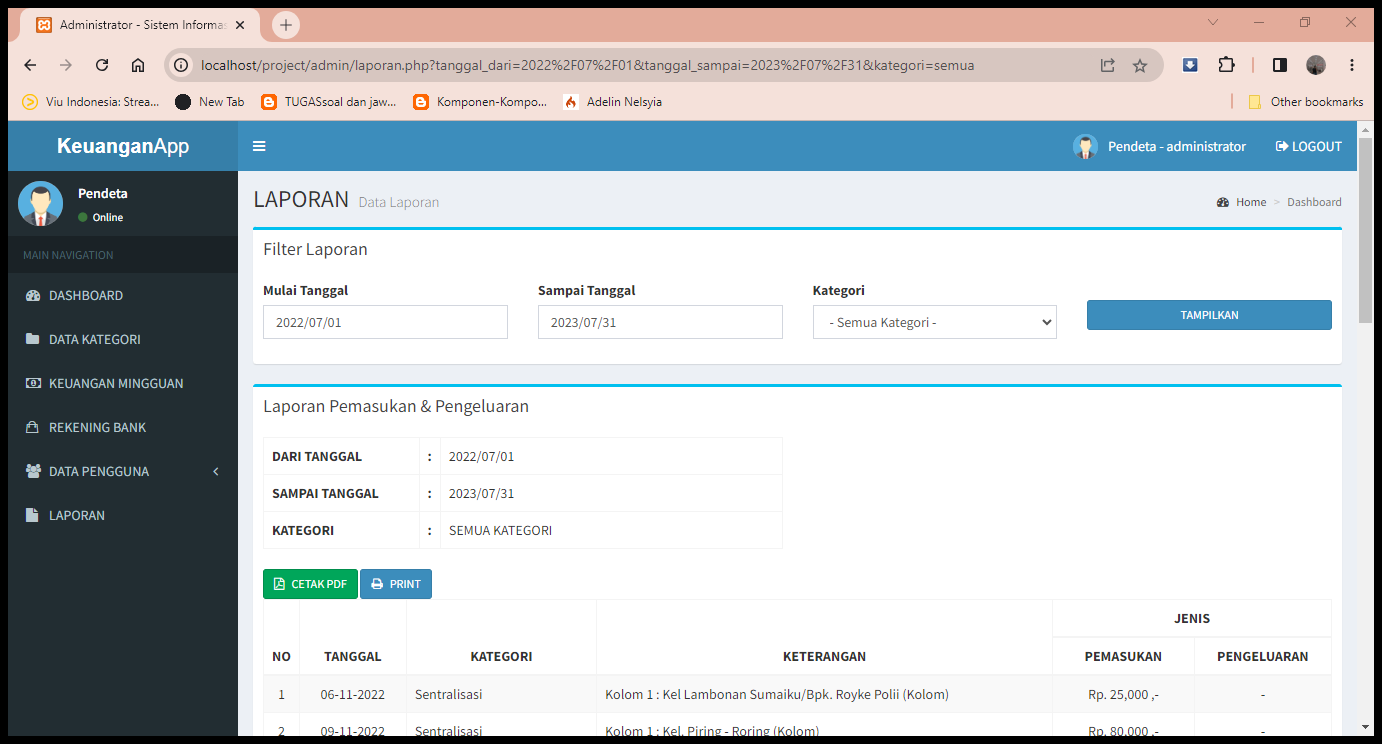 Administrator - Sistem Informas
localhost/project/admin/laporan.php?tanggal_dari=2022%2F07%2F01&tanggal_sampai=2023%2F07%2F31&kategori=semua
Viu Indonesia: Strea... New Tab TUGASsoal dan jaw... Komponen-Kompo... Adelin Nelsyia Other bookmarks
KeuanganApp Pendeta - administrator LOGOUT
Pendeta
Online
MAIN NAVIGATION
DASHBOARD
DATA KATEGORI
KEUANGAN MINGGUAN
REKENING BANK
DATA PENGGUNA
LAPORAN
LAPORAN Data Laporan Home > Dashboard
Filter Laporan
Mulai Tanggal Sampai Tanggal Kategori
2022/07/01 2023/07/31 - Semua Kategori - TAMPILKAN
Laporan Pemasukan & Pengeluaran
DARI TANGGAL : 2022/07/01
SAMPAI TANGGAL : 2023/07/31
KATEGORI : SEMUA KATEGORI
CETAK PDF PRINT
JENIS
NO TANGGAL KATEGORI KETERANGAN PEMASUKAN PENGELUARAN
1 06-11-2022 Sentralisasi Kolom 1 : Kel Lambonan Sumaiku/Bpk. Royke Polii (Kolom) Rp. 25,000 ,- -
2 09-11-2022 Sentralisasi Kolom 1 : Kel. Piring - Roring (Kolom) Rp. 80,000 ,- -